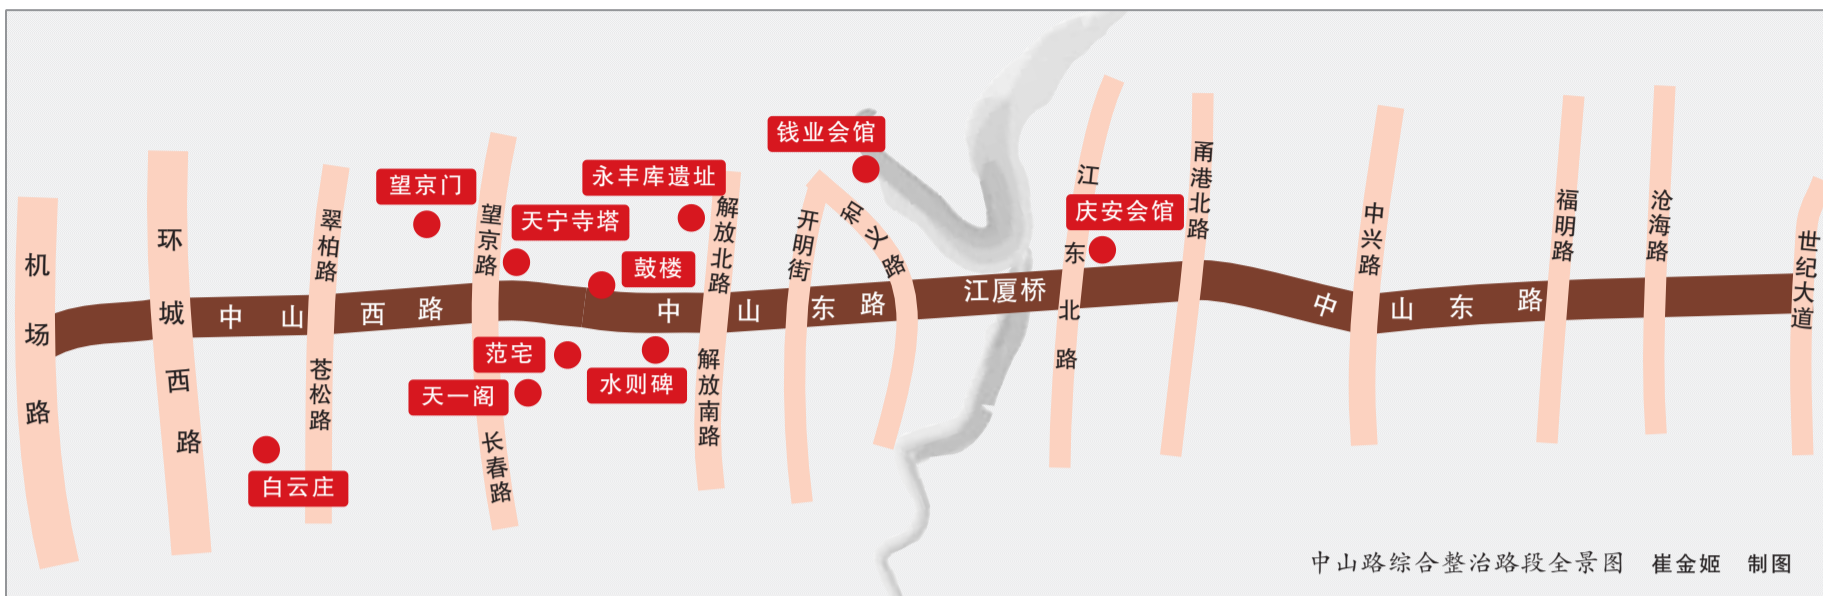 机场路
环城西路
翠柏路
苍松路
白云庄
望京门
望京路
长春路
天宁寺塔
永丰库遗址
鼓楼
范宅
天一阁
水则碑
解放北路
解放南路
开明街
和义路
钱业会馆
中山西路
中山东路
江厦桥
江东北路
庆安会馆
甬港北路
中兴路
中山东路
福明路
沧海路
世纪大道
中山路综合整治路段全景图 崔金姬 制图